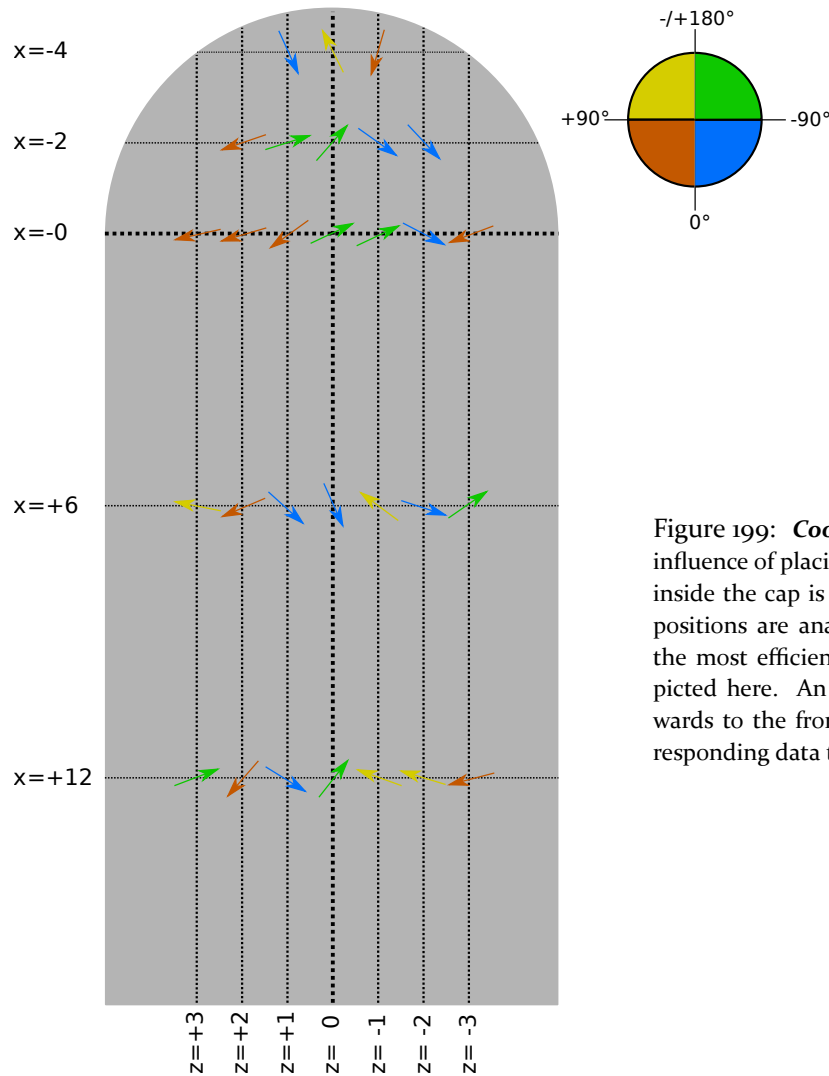 -/+180°
x=-4
+90°
-90°
x=-2
0°
x=-0
x=+6
Figure 199: Coo
influence of placi
inside the cap is
positions are ana
the most efficien
picted here. An
wards to the fron
responding data t
x=+12
z=+3
z=+2
z=+1
z= 0
z= -1
z= -2
z= -3